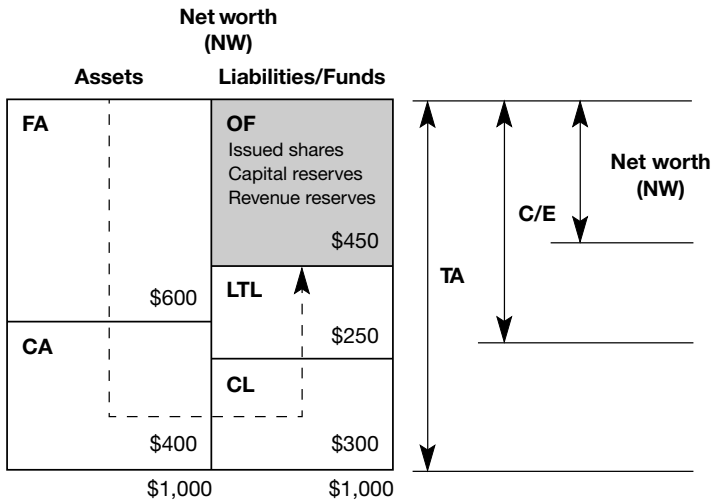 Net worth
(NW)
Assets
Liabilities/Funds
FA
$600
CA
$400
$1,000
OF
Issued shares
Capital reserves
Revenue reserves
$450
LTL
$250
CL
$300
$1,000
TA
C/E
Net worth
(NW)